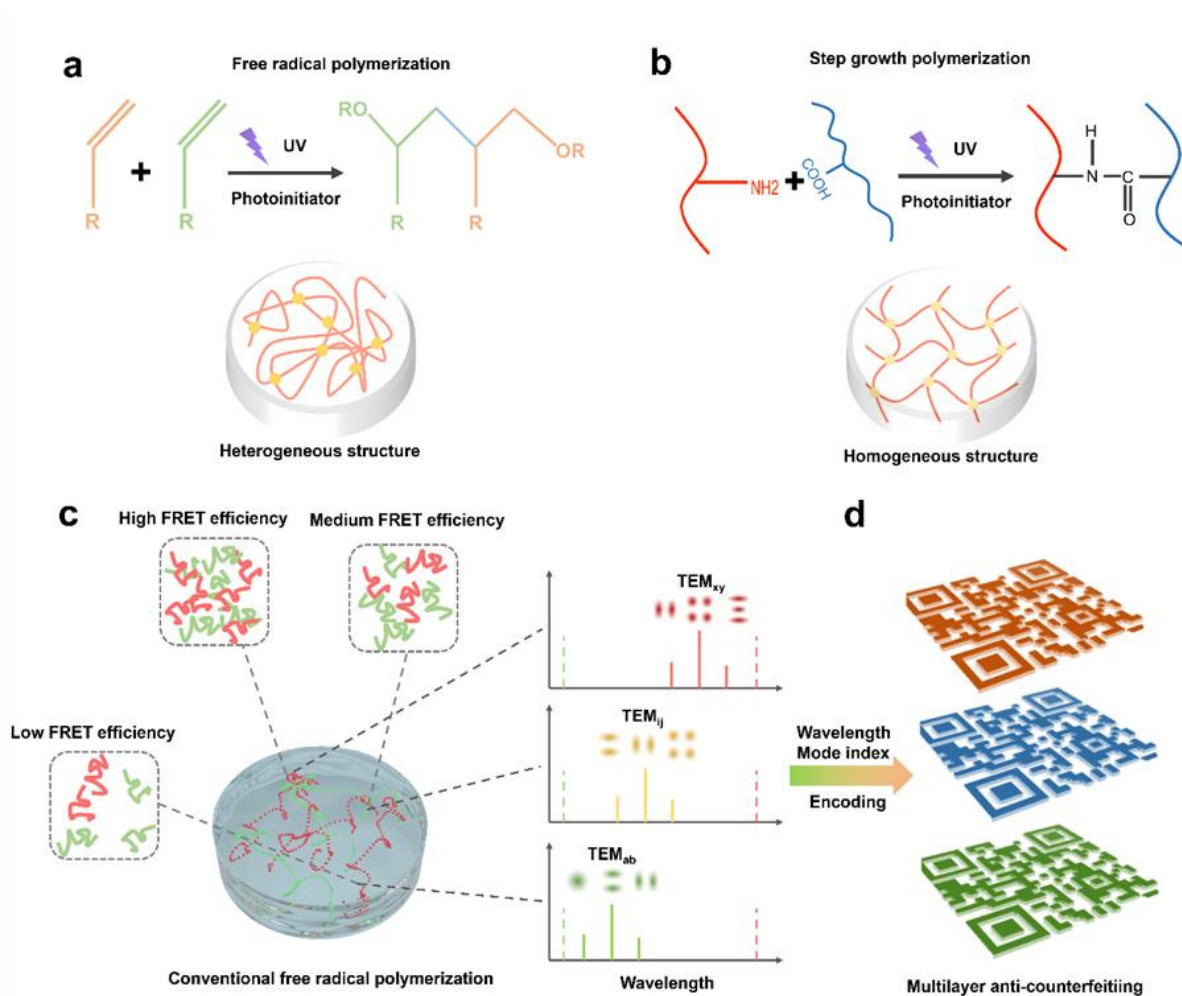 a
Free radical polymerization
RO
OR
+
UV
Photoinitiator
R
R
R
R
Heterogeneous structure
b
Step growth polymerization
NH2
+
COOH
UV
Photoinitiator
H
N
C
O
Homogeneous structure
c
High FRET efficiency
Medium FRET efficiency
Low FRET efficiency
Conventional free radical polymerization
TEMxy
TEMij
TEMab
Wavelength
Wavelength
Mode index
Encoding
d
Multilayer anti-counterfeitiing